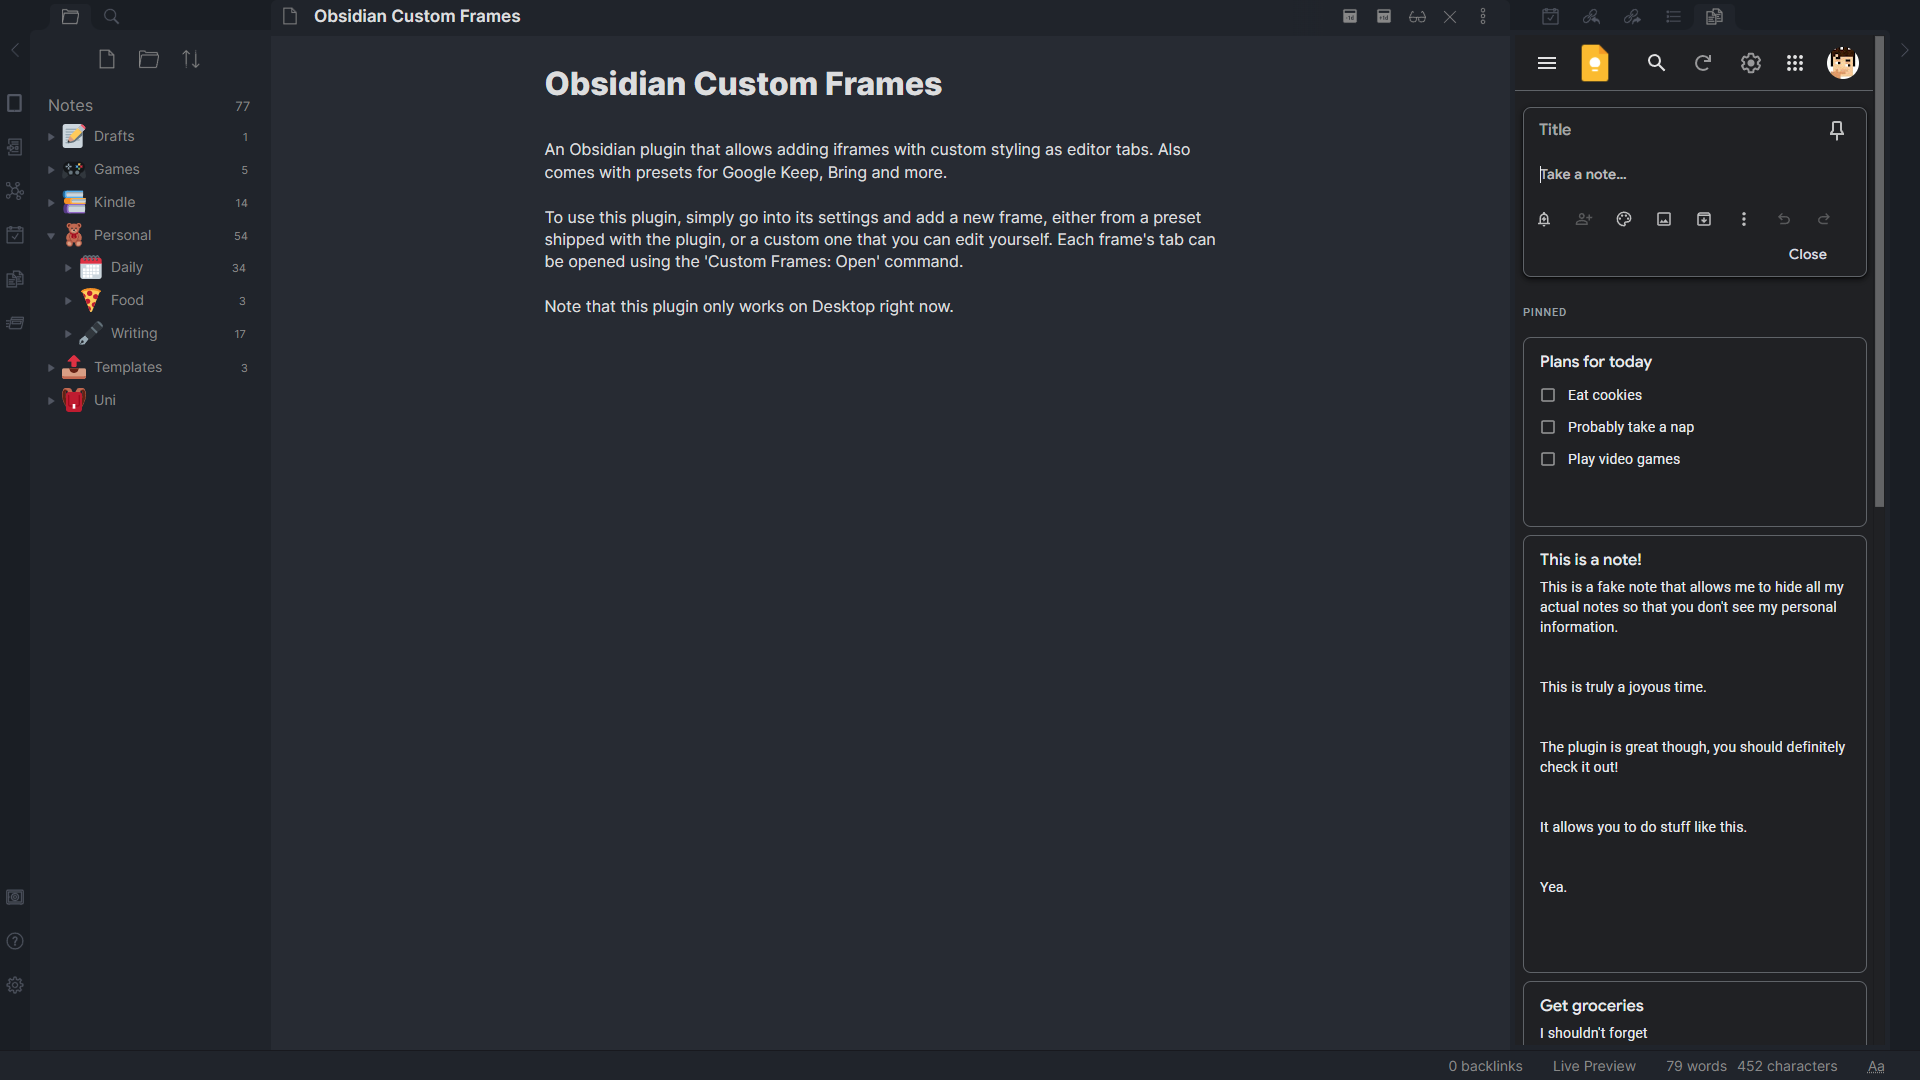 Obsidian Custom Frames
Notes 77
Drafts 1
Games 5
Kindle 14
Personal 54
Daily 34
Food 3
Writing 17
Templates 3
Uni
Obsidian Custom Frames
An Obsidian plugin that allows adding iframes with custom styling as editor tabs. Also
comes with presets for Google Keep, Bring and more.
To use this plugin, simply go into its settings and add a new frame, either from a preset
shipped with the plugin, or a custom one that you can edit yourself. Each frame's tab can
be opened using the 'Custom Frames: Open' command.
Note that this plugin only works on Desktop right now.
Title
Take a note...
Close
PINNED
Plans for today
Eat cookies
Probably take a nap
Play video games
This is a note!
This is a fake note that allows me to hide all my
actual notes so that you don't see my personal
information.
This is truly a joyous time.
The plugin is great though, you should definitely
check it out!
It allows you to do stuff like this.
Yea.
Get groceries
I shouldn't forget
0 backlinks Live Preview 79 words 452 characters Aa